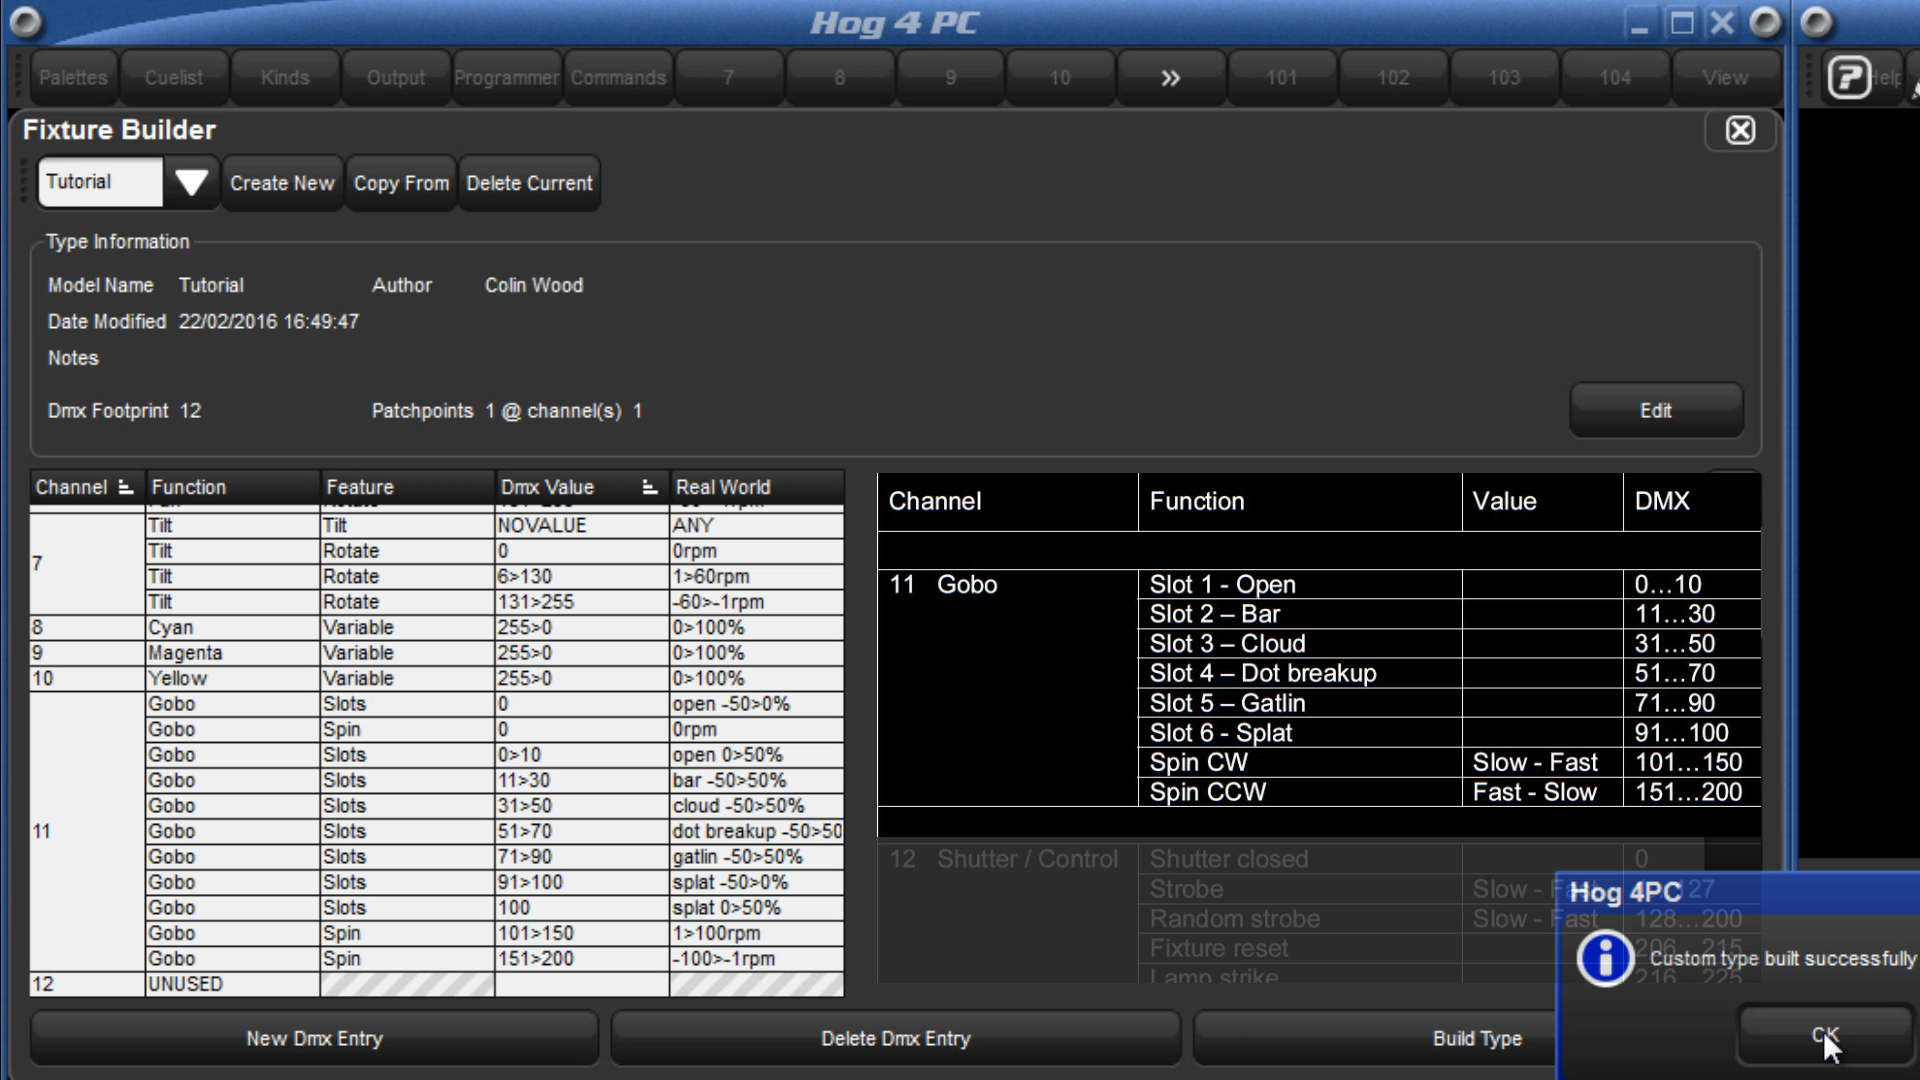 Hog 4 PC
Palettes Cuelist Kinds Output Programmer Commands 7 8 9 10 » 101 102 103 104 View Help
Fixture Builder
Tutorial Create New Copy From Delete Current
Type Information
Model Name Tutorial Author Colin Wood
Date Modified 22/02/2016 16:49:47
Notes
Dmx Footprint 12 Patchpoints 1 @ channel(s) 1
Edit
Channel Function Feature Dmx Value Real World
Tilt Tilt NOVALUE ANY
7
Tilt Rotate 0 0rpm
Tilt Rotate 6>130 1>60rpm
Tilt Rotate 131>255 -60>-1rpm
8 Cyan Variable 255>0 0>100%
9 Magenta Variable 255>0 0>100%
10 Yellow Variable 255>0 0>100%
Gobo Slots 0 open -50>0%
Gobo Spin 0 0rpm
Gobo Slots 0>10 open 0>50%
Gobo Slots 11>30 bar -50>50%
Gobo Slots 31>50 cloud -50>50%
11 Gobo Slots 51>70 dot breakup -50>50
Gobo Slots 71>90 gatlin -50>50%
Gobo Slots 91>100 splat -50>0%
Gobo Slots 100 splat 0>50%
Gobo Spin 101>150 1>100rpm
Gobo Spin 151>200 -100>-1rpm
12 UNUSED
Channel Function Value DMX
11 Gobo Slot 1 - Open 0...10
Slot 2 – Bar 11...30
Slot 3 – Cloud 31...50
Slot 4 – Dot breakup 51...70
Slot 5 – Gatlin 71...90
Slot 6 - Splat 91...100
Spin CW Slow - Fast 101...150
Spin CCW Fast - Slow 151...200
12 Shutter / Control Shutter closed 0
Strobe Slow - Fast 127
Random strobe Slow - Fast 128...200
Fixture reset 206...215
Lamp strike 216...225
Hog 4PC
Custom type built successfully
OK
New Dmx Entry Delete Dmx Entry Build Type